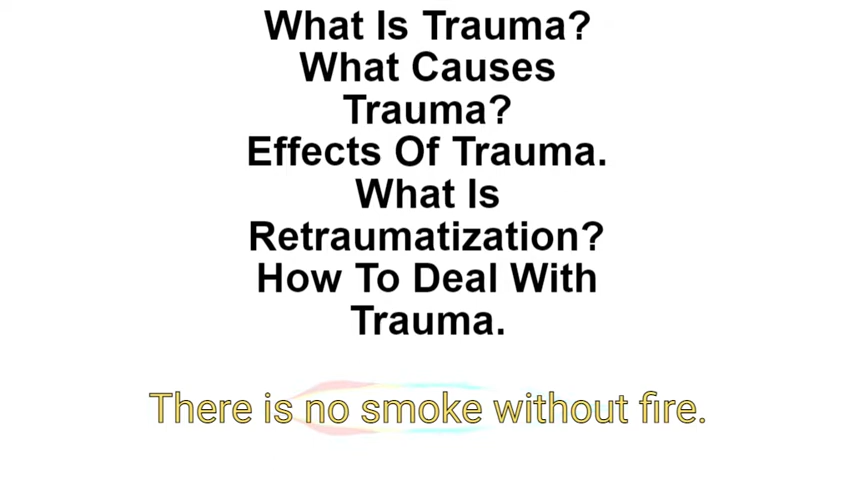 What Is Trauma?
What Causes
Trauma?
Effects Of Trauma.
What Is
Retraumatization?
How To Deal With
Trauma.
There is no smoke without fire.